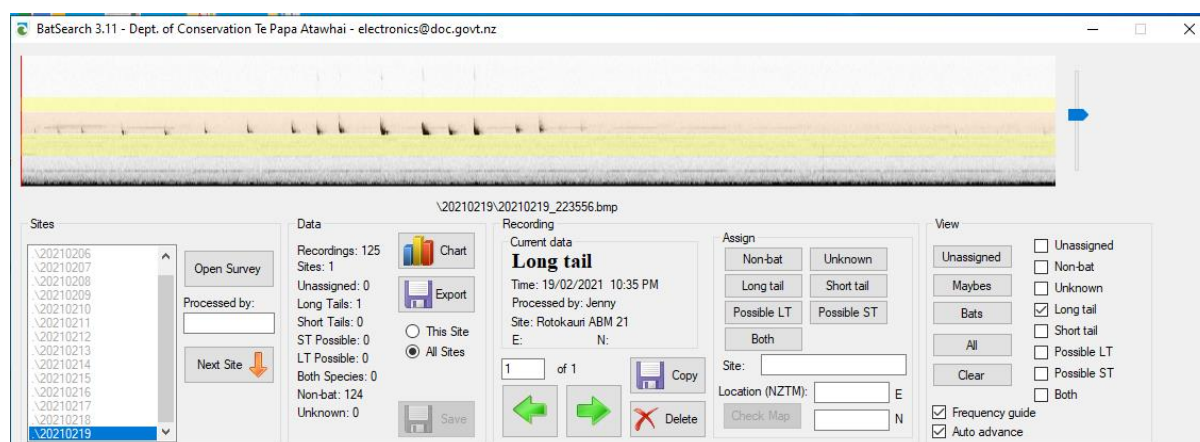 BatSearch 3.11 - Dept. of Conservation Te Papa Atawhai - electronics@doc.govt.nz
\20210219\20210219_223556.bmp
Sites
.\20210206
.\20210207
.\20210208
.\20210209
.\20210210
.\20210211
.\20210212
.\20210213
.\20210214
.\20210215
.\20210216
.\20210217
.\20210218
.\20210219
Open Survey
Processed by:
Next Site
Data
Recordings: 125
Sites: 1
Unassigned: 0
Long Tails: 1
Short Tails: 0
ST Possible: 0
LT Possible: 0
Both Species: 0
Non-bat: 124
Unknown: 0
Chart
Export
This Site
All Sites
Save
Recording
Current data
Long tail
Time: 19/02/2021 10:35 PM
Processed by: Jenny
Site: Rotokauri ABM 21
E: N:
1 of 1
Copy
Delete
Assign
Non-bat Unknown
Long tail Short tail
Possible LT Possible ST
Both
Site:
Location (NZTM): E
Check Map N
View
Unassigned
Maybes
Bats
All
Clear
Unassigned
Non-bat
Unknown
Long tail
Short tail
Possible LT
Possible ST
Both
Frequency guide
Auto advance